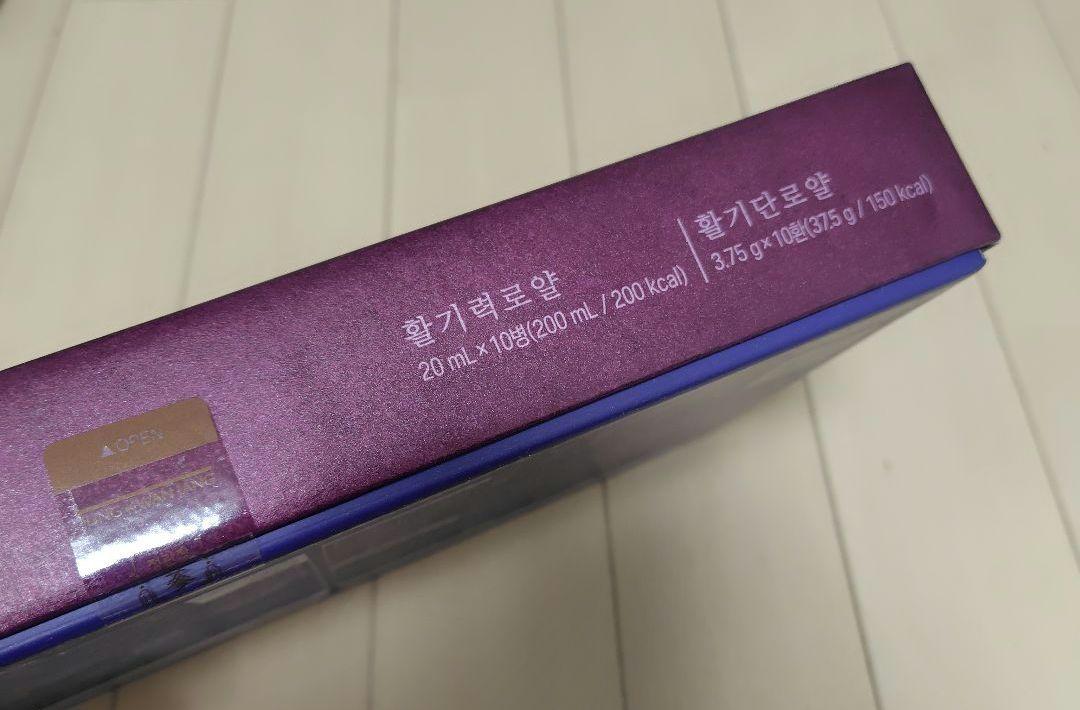 활기력로얄
20 mL×10병(200 mL / 200 kcal)
활기단로얄
3.75 g×10환(37.5 g / 150 kcal)
▲OPEN